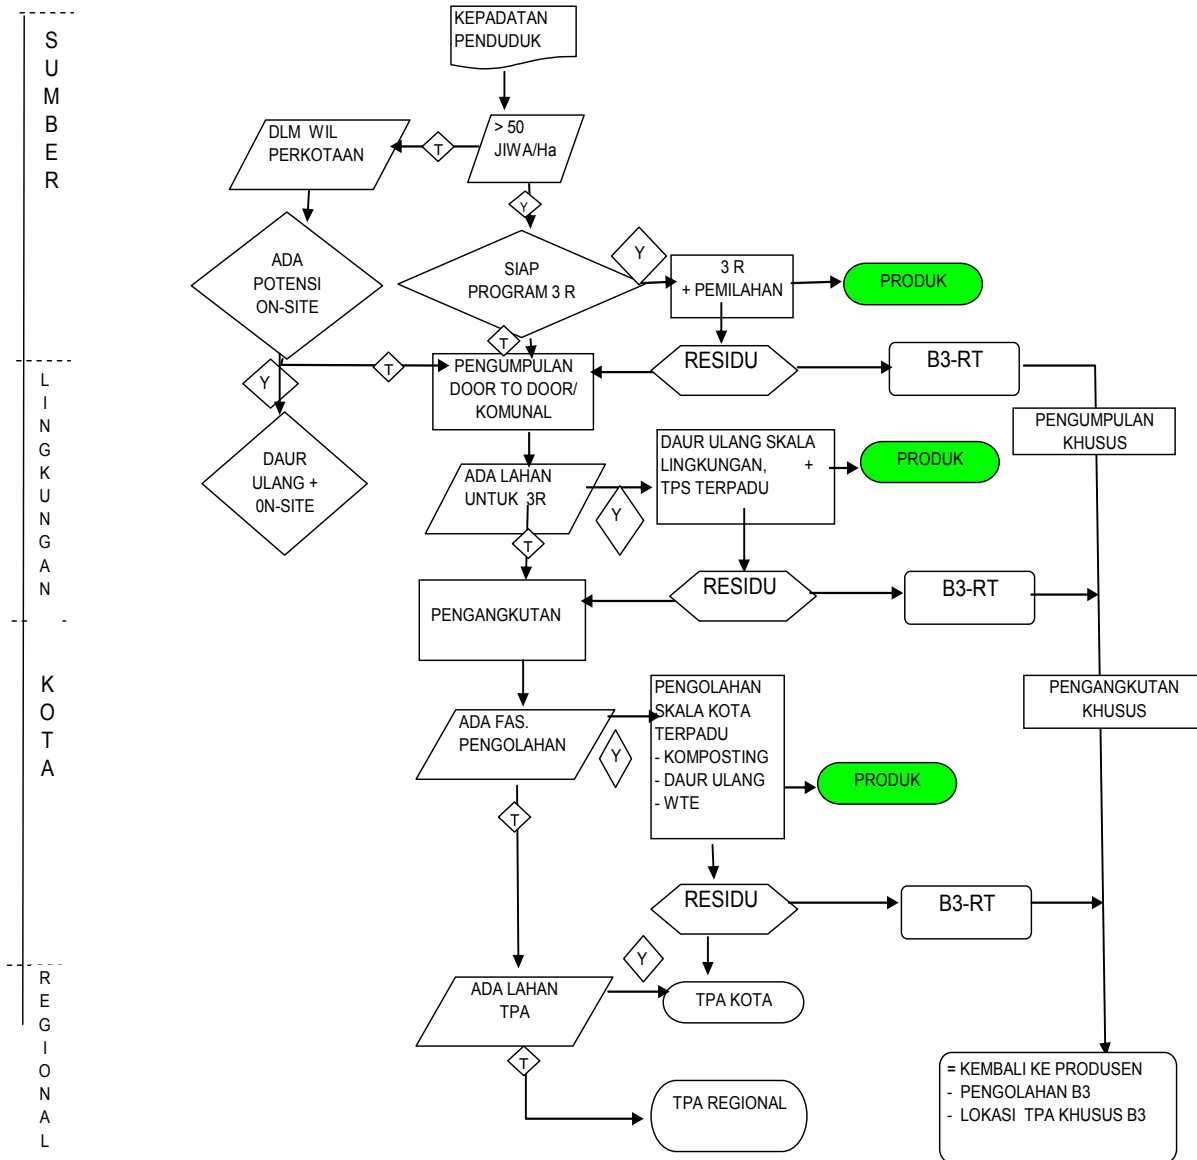 S
U
M
B
E
R
L
I
N
G
K
U
N
G
A
N
K
O
T
A
R
E
G
I
O
N
A
L
KEPADATAN
PENDUDUK
> 50
JIWA/Ha
T
DLM WIL
PERKOTAAN
Y
ADA
POTENSI
ON-SITE
SIAP
PROGRAM 3 R
Y
3 R
+ PEMILAHAN
PRODUK
T
RESIDU
B3-RT
T
Y
PENGUMPULAN
DOOR TO DOOR/
KOMUNAL
PENGUMPULAN
KHUSUS
DAUR
ULANG +
0N-SITE
ADA LAHAN
UNTUK 3R
Y
DAUR ULANG SKALA
LINGKUNGAN, +
TPS TERPADU
PRODUK
T
RESIDU
B3-RT
PENGANGKUTAN
PENGANGKUTAN
KHUSUS
ADA FAS.
PENGOLAHAN
Y
PENGOLAHAN
SKALA KOTA
TERPADU
- KOMPOSTING
- DAUR ULANG
- WTE
PRODUK
T
RESIDU
B3-RT
ADA LAHAN
TPA
Y
TPA KOTA
T
TPA REGIONAL
= KEMBALI KE PRODUSEN
- PENGOLAHAN B3
- LOKASI TPA KHUSUS B3